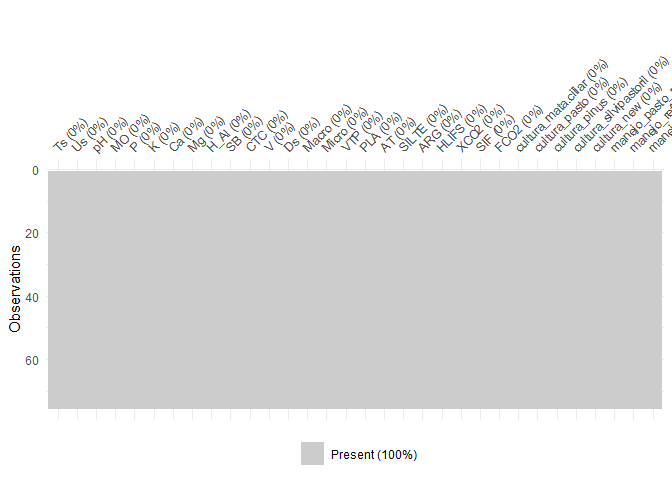 Ts (0%)
Us (0%)
pH (0%)
MO (0%)
P (0%)
K (0%)
Ca (0%)
Mg (0%)
H_Al (0%)
SB (0%)
CTC (0%)
V (0%)
Ds (0%)
Macro (0%)
Micro (0%)
VTP (0%)
PLA (0%)
AT (0%)
SILTE (0%)
ARG (0%)
HLIFS (0%)
XCO2 (0%)
SIF (0%)
FCO2 (0%)
cultura_mata.ciliar (0%)
cultura_pasto (0%)
cultura_pinus (0%)
cultura_silvipastoril (0%)
cultura_new (0%)
manejo_pasto_
manejo_re
manej
0
20
40
60
Observations
Present (100%)